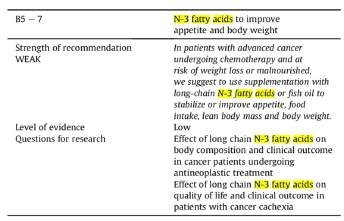 B5 – 7
N-3 fatty acids to improve
appetite and body weight
Strength of recommendation
WEAK
In patients with advanced cancer
undergoing chemotherapy and at
risk of weight loss or malnourished,
we suggest to use supplementation with
long-chain N-3 fatty acids or fish oil to
stabilize or improve appetite, food
intake, lean body mass and body weight.
Level of evidence
Low
Questions for research
Effect of long chain N-3 fatty acids on
body composition and clinical outcome
in cancer patients undergoing
antineoplastic treatment
Effect of long chain N-3 fatty acids on
quality of life and clinical outcome in
patients with cancer cachexia